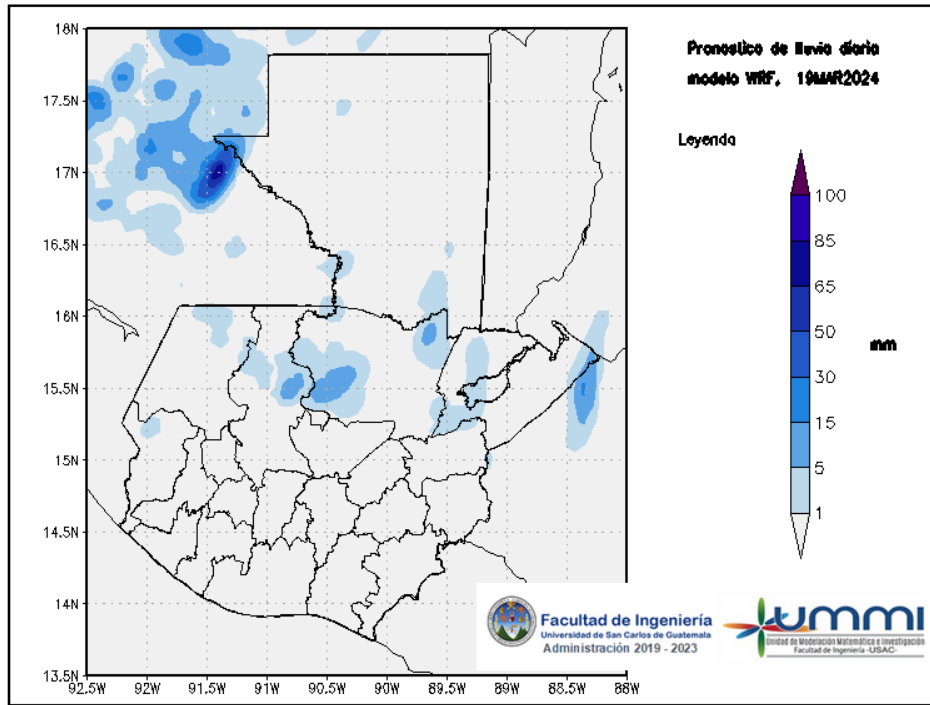 Pronostico de lluvia diaria
modelo WRF, 19MAR2024
Leyenda
100
85
65
50
30
15
5
1
mm
18N
17.5N
17N
16.5N
16N
15.5N
15N
14.5N
14N
13.5N
92.5W
92W
91.5W
91W
90.5W
90W
89.5W
89W
88.5W
88W
Facultad de Ingeniería
Universidad de San Carlos de Guatemala
Administración 2019 - 2023
ummi
Unidad de Modelación Matemática e Investigación
Facultad de Ingeniería -USAC-